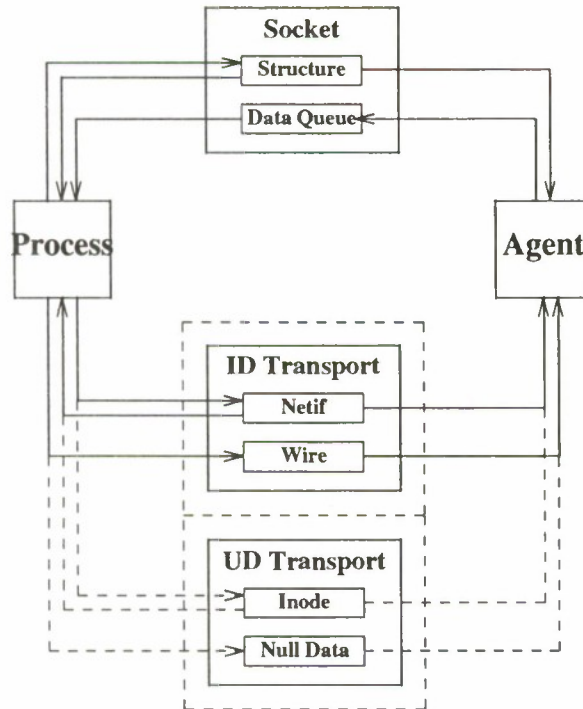 Socket
Structure
Data Queue
Process
Agent
ID Transport
Netif
Wire
UD Transport
Inode
Null Data